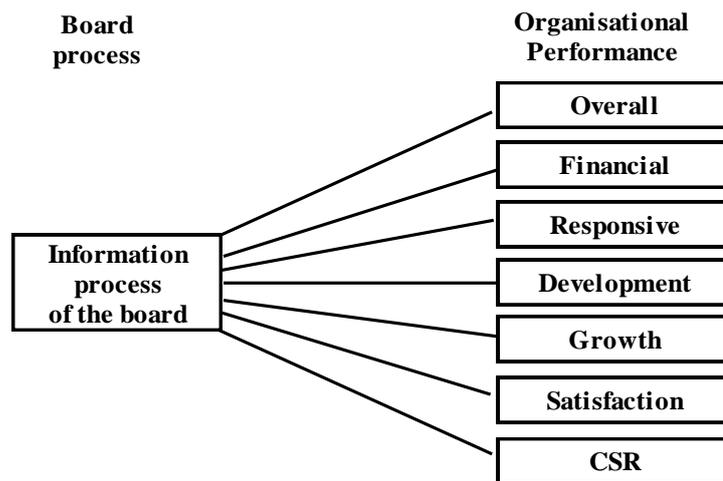 Board
process
Organisational
Performance
Overall
Financial
Responsive
Information
process
of the board
Development
Growth
Satisfaction
CSR